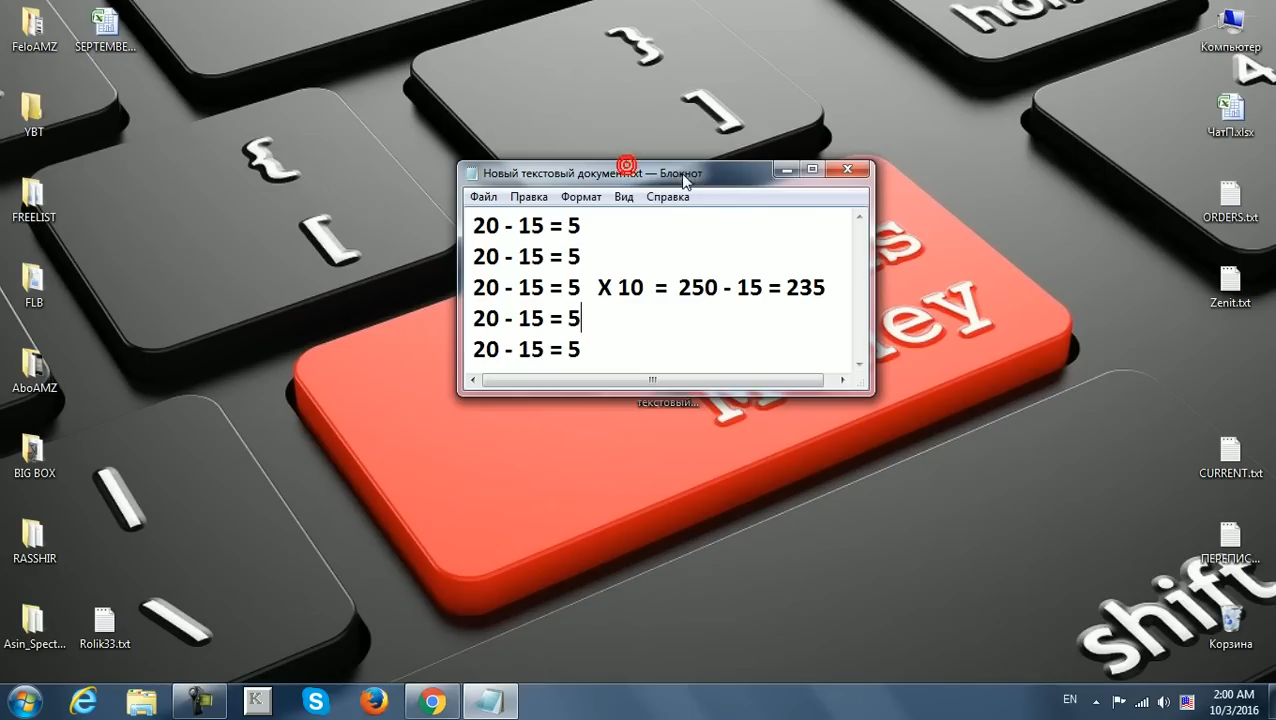 FeloAMZ
SEPTEMBE...
YBT
FREELIST
FLB
AboAMZ
BIG BOX
RASSHIR
Asin_Spect...
Rolik33.txt
Новый текстовый документ.txt — Блокнот
Файл Правка Формат Вид Справка
20 - 15 = 5
20 - 15 = 5
20 - 15 = 5 X 10 = 250 - 15 = 235
20 - 15 = 5
20 - 15 = 5
текстовый...
Компьютер
ЧатП.xlsx
ORDERS.txt
Zenit.txt
CURRENT.txt
ПЕРЕПИС...
Корзина
shift
EN
2:00 AM
10/3/2016